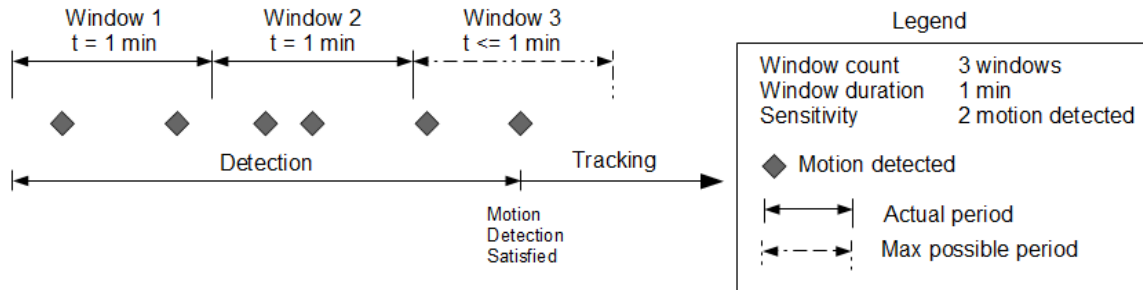 Window 1
t = 1 min
Window 2
t = 1 min
Window 3
t <= 1 min
Detection
Tracking
Motion
Detection
Satisfied
Legend
Window count 3 windows
Window duration 1 min
Sensitivity 2 motion detected
Motion detected
Actual period
Max possible period